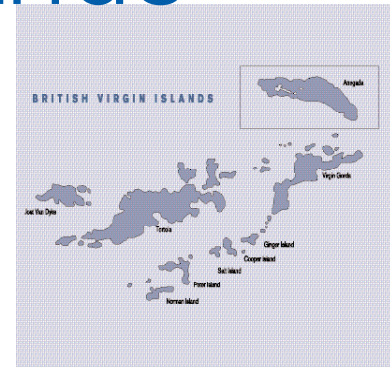 BRITISH VIRGIN ISLANDS
Anegada
Virgin Gorda
Jost Van Dyke
Tortola
Ginger Island
Cooper Island
Salt Island
Peter Island
Norman Island